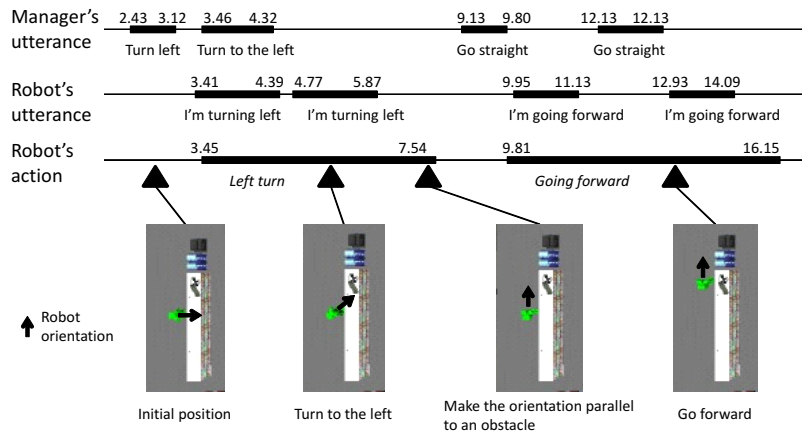 Manager's utterance
2.43 3.12 3.46 4.32 9.13 9.80 12.13 12.13
Turn left Turn to the left Go straight Go straight
Robot's utterance
3.41 4.39 4.77 5.87 9.95 11.13 12.93 14.09
I'm turning left I'm turning left I'm going forward I'm going forward
Robot's action
3.45 7.54 9.81 16.15
Left turn Going forward
Robot orientation
Initial position
Turn to the left
Make the orientation parallel
to an obstacle
Go forward